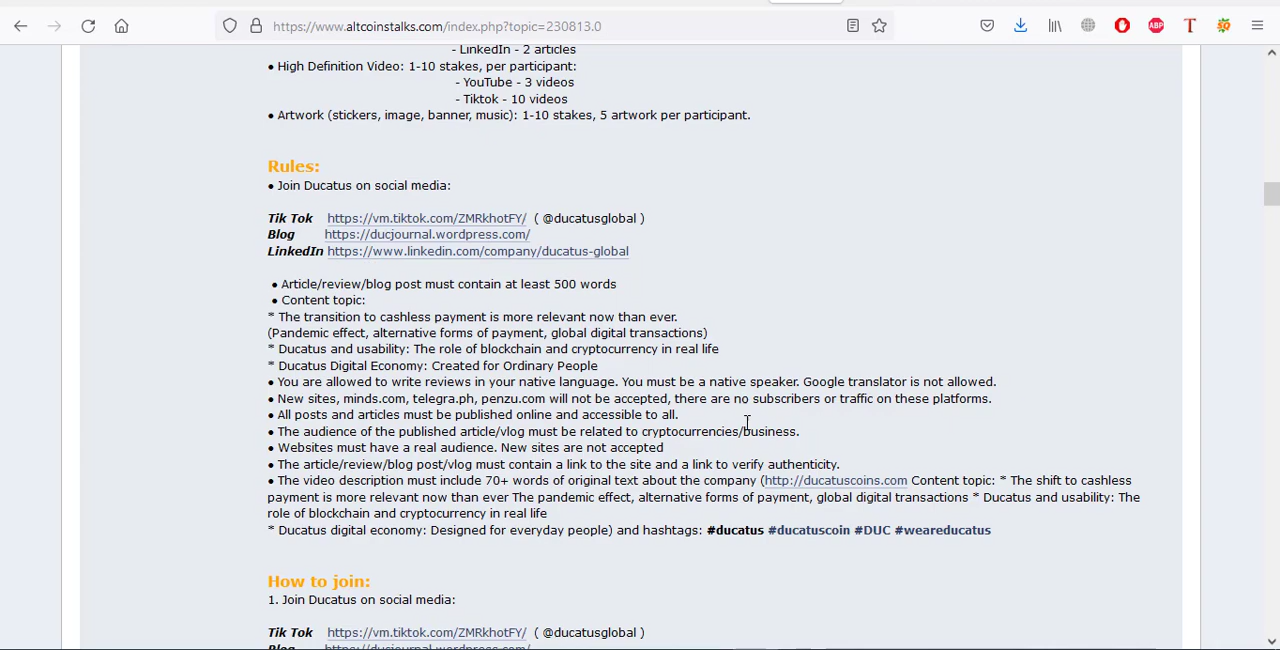 https://www.altcoinstalks.com/index.php?topic=230813.0
- LinkedIn - 2 articles
● High Definition Video: 1-10 stakes, per participant:
- YouTube - 3 videos
- Tiktok - 10 videos
● Artwork (stickers, image, banner, music): 1-10 stakes, 5 artwork per participant.
Rules:
● Join Ducatus on social media:
Tik Tok https://vm.tiktok.com/ZMRkhotFY/ ( @ducatusglobal )
Blog https://ducjournal.wordpress.com/
LinkedIn https://www.linkedin.com/company/ducatus-global
● Article/review/blog post must contain at least 500 words
● Content topic:
* The transition to cashless payment is more relevant now than ever.
(Pandemic effect, alternative forms of payment, global digital transactions)
* Ducatus and usability: The role of blockchain and cryptocurrency in real life
* Ducatus Digital Economy: Created for Ordinary People
● You are allowed to write reviews in your native language. You must be a native speaker. Google translator is not allowed.
● New sites, minds.com, telegra.ph, penzu.com will not be accepted, there are no subscribers or traffic on these platforms.
● All posts and articles must be published online and accessible to all.
● The audience of the published article/vlog must be related to cryptocurrencies/business.
● Websites must have a real audience. New sites are not accepted
● The article/review/blog post/vlog must contain a link to the site and a link to verify authenticity.
● The video description must include 70+ words of original text about the company (http://ducatuscoins.com Content topic: * The shift to cashless
payment is more relevant now than ever The pandemic effect, alternative forms of payment, global digital transactions * Ducatus and usability: The
role of blockchain and cryptocurrency in real life
* Ducatus digital economy: Designed for everyday people) and hashtags: #ducatus #ducatuscoin #DUC #weareducatus
How to join:
1. Join Ducatus on social media:
Tik Tok https://vm.tiktok.com/ZMRkhotFY/ ( @ducatusglobal )
Blog https://ducjournal.wordpress.com/